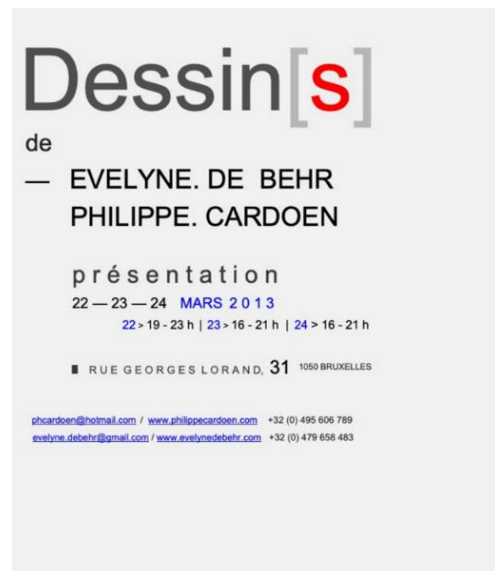 Dessin[s]
de
— EVELYNE. DE BEHR
PHILIPPE. CARDOEN
présentation
22 — 23 — 24 MARS 2013
22 > 19 - 23 h | 23 > 16 - 21 h | 24 > 16 - 21 h
RUE GEORGES LORAND, 31 1050 BRUXELLES
phcardoen@hotmail.com / www.philippecardoen.com +32 (0) 495 606 789
evelyne.debehr@gmail.com / www.evelynedebehr.com +32 (0) 479 658 483